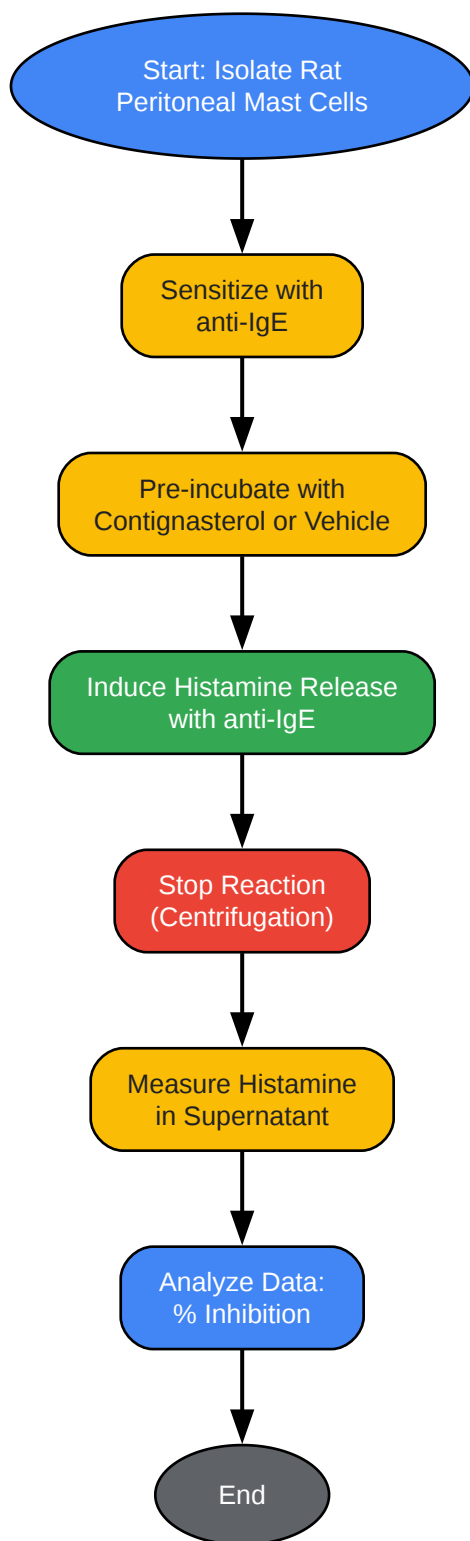 Start: Isolate Rat
Peritoneal Mast Cells
Sensitize with
anti-IgE
Pre-incubate with
Contignasterol or Vehicle
Induce Histamine Release
with anti-IgE
Stop Reaction
(Centrifugation)
Measure Histamine
in Supernatant
Analyze Data:
% Inhibition
End